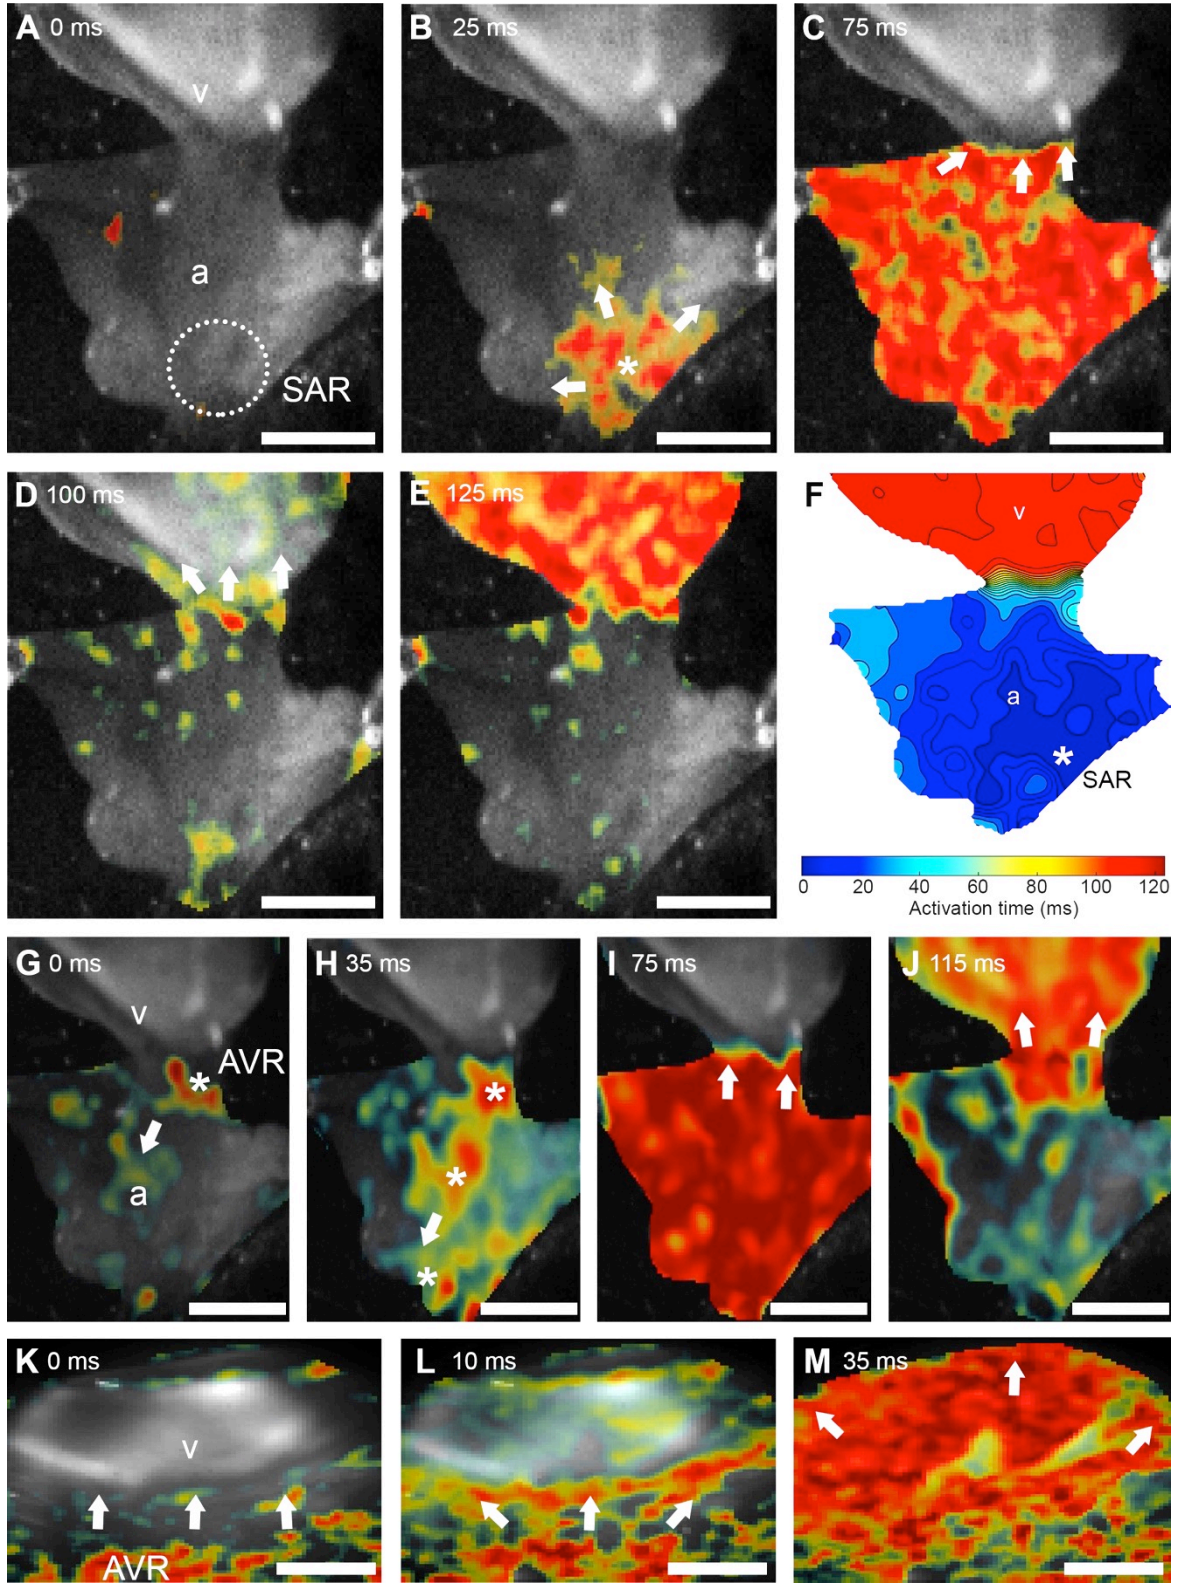 A 0 ms
v
a
SAR
B 25 ms
*
C 75 ms
D 100 ms
E 125 ms
F
v
a
*
SAR
0 20 40 60 80 100 120
Activation time (ms)
G 0 ms
v
AVR
*
a
H 35 ms
*
*
*
I 75 ms
J 115 ms
K 0 ms
v
AVR
L 10 ms
M 35 ms